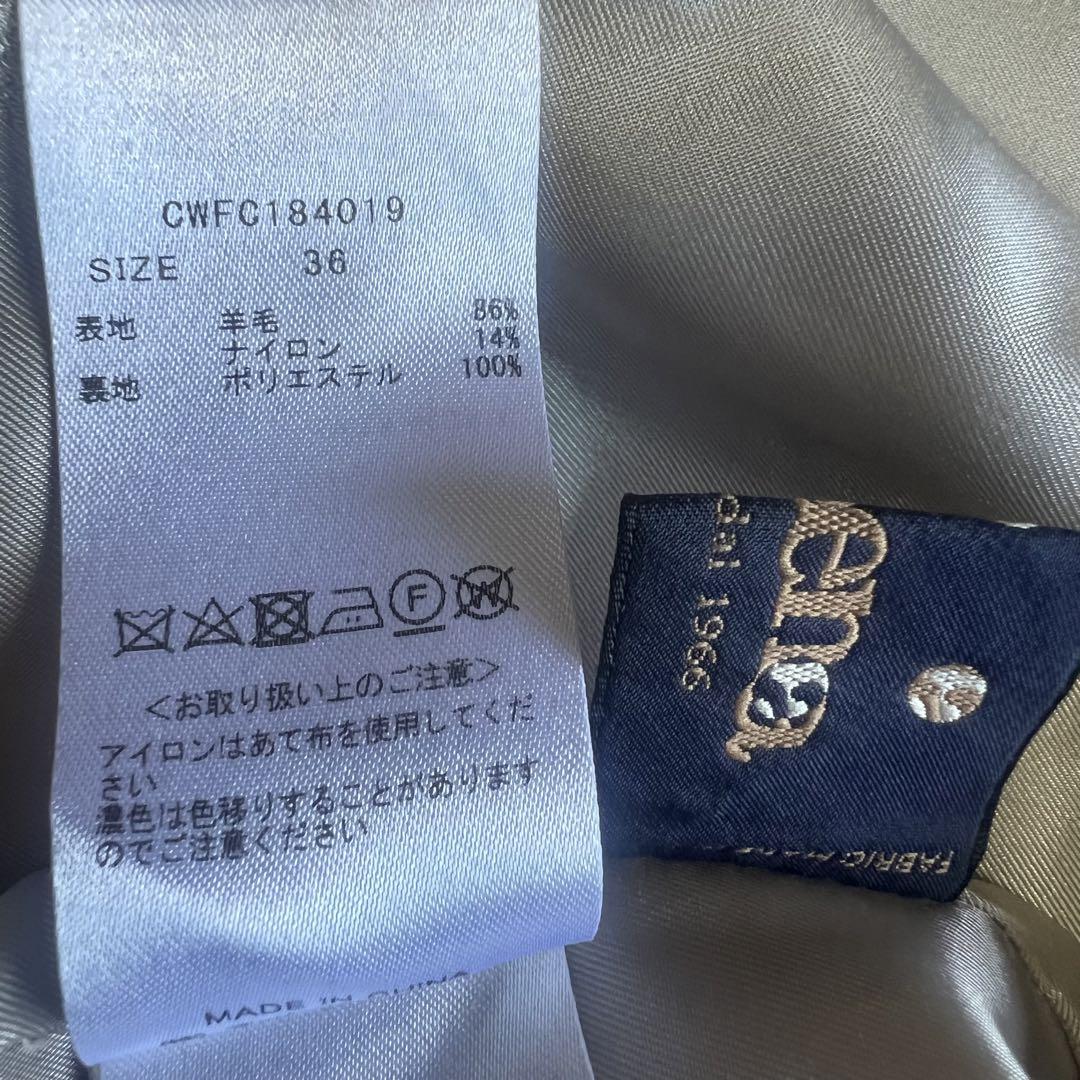 CWFC184019
SIZE 36
表地 羊毛 86%
ナイロン 14%
裏地 ポリエステル 100%
F W
<お取り扱い上のご注意>
アイロンはあて布を使用してくだ
さい
濃色は色移りすることがあります
のでご注意ください
MADE IN CHINA
ena
dal 1966
FABRIC MADE